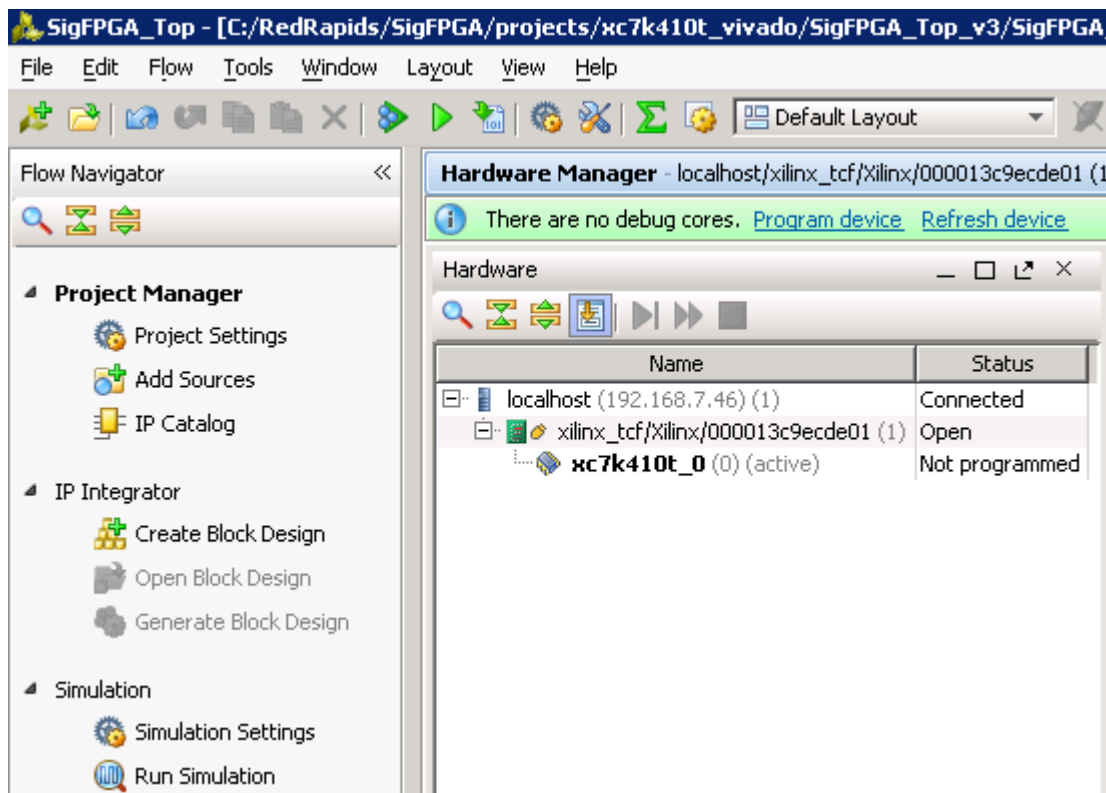 SigFPGA_Top - [C:/RedRapids/SigFPGA/projects/xc7k410t_vivado/SigFPGA_Top_v3/SigFPGA_
File Edit Flow Tools Window Layout View Help
Default Layout
Flow Navigator
Hardware Manager - localhost/xilinx_tcf/Xilinx/000013c9ecde01 (1
There are no debug cores. Program device Refresh device
Hardware
Name Status
localhost (192.168.7.46) (1) Connected
xilinx_tcf/Xilinx/000013c9ecde01 (1) Open
xc7k410t_0 (0) (active) Not programmed
Project Manager
Project Settings
Add Sources
IP Catalog
IP Integrator
Create Block Design
Open Block Design
Generate Block Design
Simulation
Simulation Settings
Run Simulation